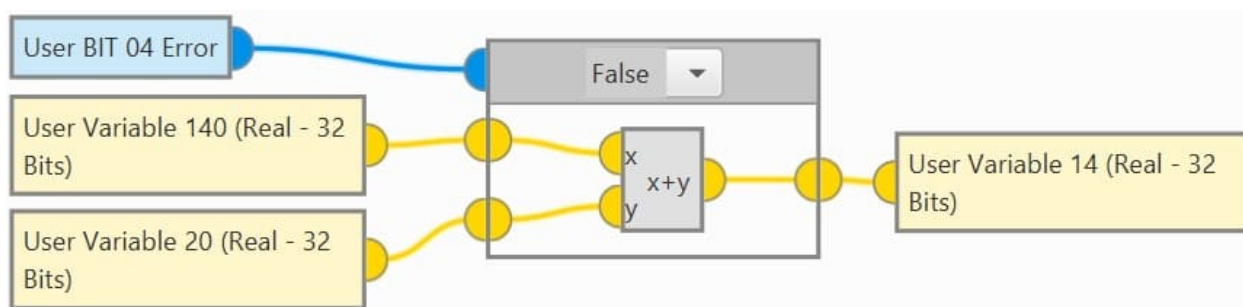 User BIT 04 Error
False
User Variable 140 (Real - 32
Bits)
x
x+y
y
User Variable 14 (Real - 32
Bits)
User Variable 20 (Real - 32
Bits)